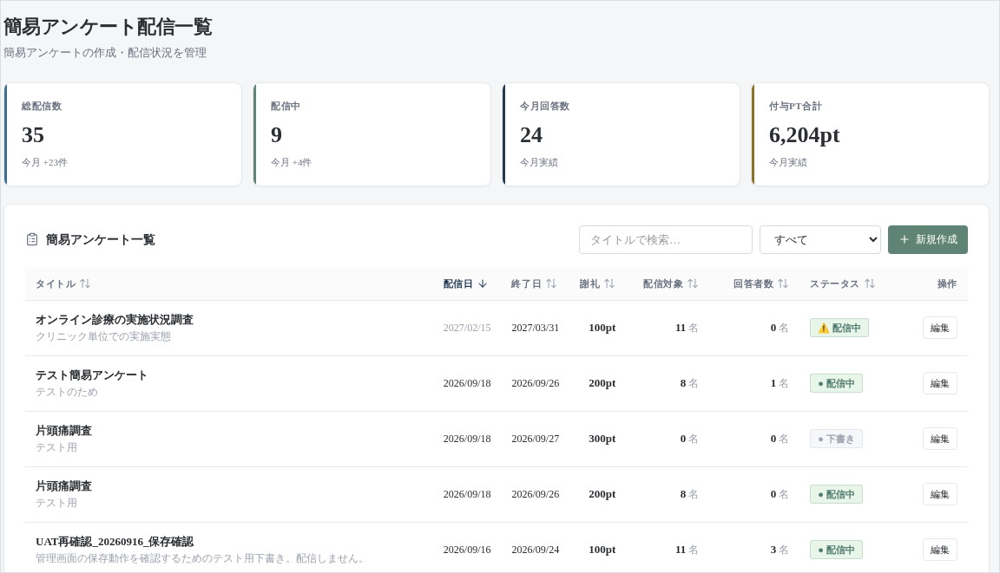 簡易アンケート配信一覧
簡易アンケートの作成・配信状況を管理
総配信数
35
今月 +23件
配信中
9
今月 +4件
今月回答数
24
今月実績
付与PT合計
6,204pt
今月実績
簡易アンケート一覧
タイトルで検索…
すべて
＋ 新規作成
タイトル 配信日 終了日 謝礼 配信対象 回答者数 ステータス 操作
オンライン診療の実施状況調査
クリニック単位での実施実態
2027/02/15 2027/03/31 100pt 11 名 0 名 ⚠️ 配信中 編集
テスト簡易アンケート
テストのため
2026/09/18 2026/09/26 200pt 8 名 1 名 ● 配信中 編集
片頭痛調査
テスト用
2026/09/18 2026/09/27 300pt 0 名 0 名 ● 下書き 編集
片頭痛調査
テスト用
2026/09/18 2026/09/26 200pt 8 名 0 名 ● 配信中 編集
UAT再確認_20260916_保存確認
管理画面の保存動作を確認するためのテスト用下書き。配信しません。
2026/09/16 2026/09/24 100pt 11 名 3 名 ● 配信中 編集